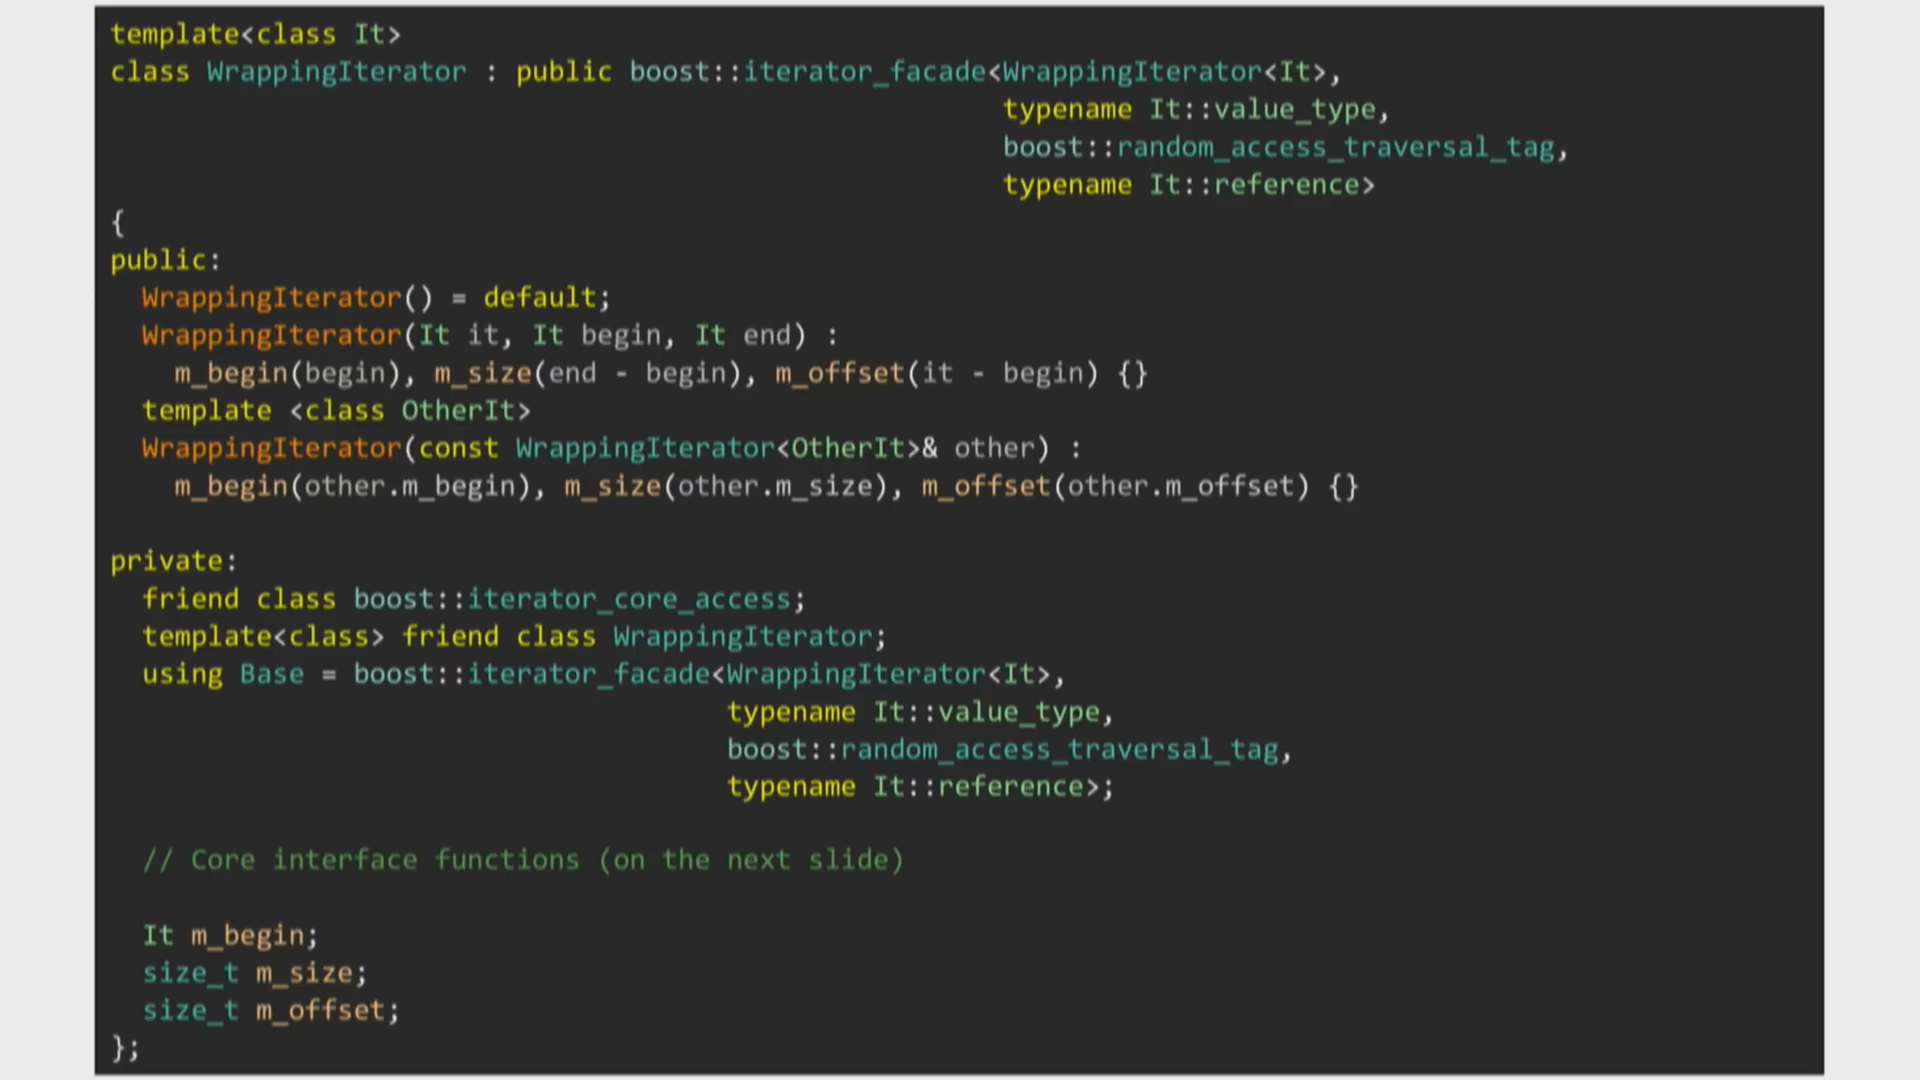 template<class It>
class WrappingIterator : public boost::iterator_facade<WrappingIterator<It>,
typename It::value_type,
boost::random_access_traversal_tag,
typename It::reference>
{
public:
WrappingIterator() = default;
WrappingIterator(It it, It begin, It end) :
m_begin(begin), m_size(end - begin), m_offset(it - begin) {}
template <class OtherIt>
WrappingIterator(const WrappingIterator<OtherIt>& other) :
m_begin(other.m_begin), m_size(other.m_size), m_offset(other.m_offset) {}
private:
friend class boost::iterator_core_access;
template<class> friend class WrappingIterator;
using Base = boost::iterator_facade<WrappingIterator<It>,
typename It::value_type,
boost::random_access_traversal_tag,
typename It::reference>;
// Core interface functions (on the next slide)
It m_begin;
size_t m_size;
size_t m_offset;
};